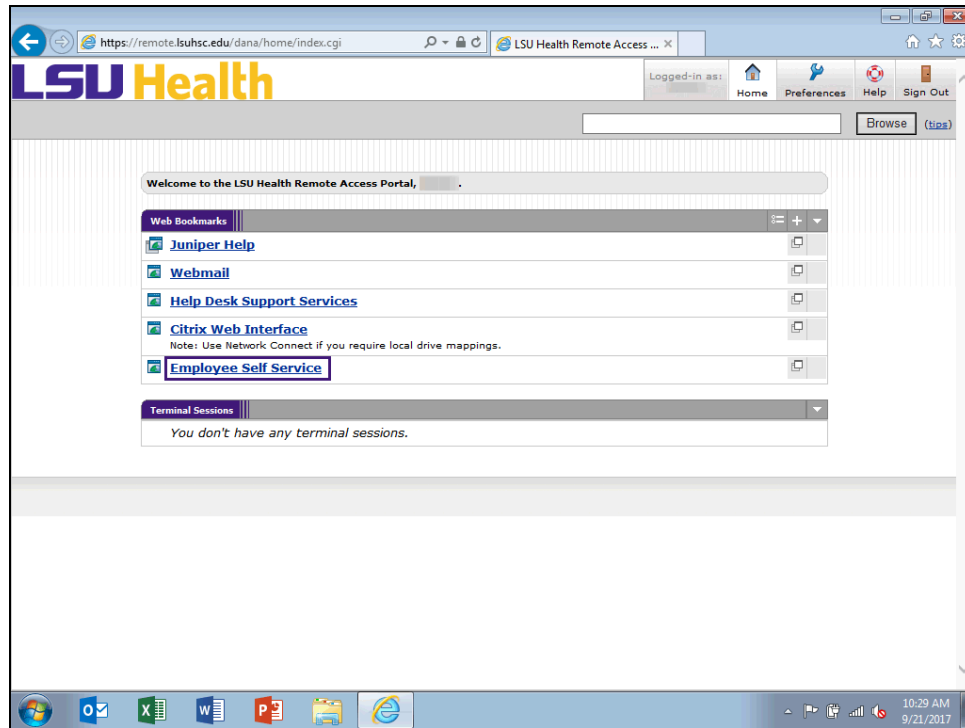 https://remote.lsuhsc.edu/dana/home/index.cgi
LSU Health Remote Access ...
LSU Health
Logged-in as:
Home
Preferences
Help
Sign Out
Browse
(tips)
Welcome to the LSU Health Remote Access Portal, .
Web Bookmarks
Juniper Help
Webmail
Help Desk Support Services
Citrix Web Interface
Note: Use Network Connect if you require local drive mappings.
Employee Self Service
Terminal Sessions
You don't have any terminal sessions.
10:29 AM
9/21/2017